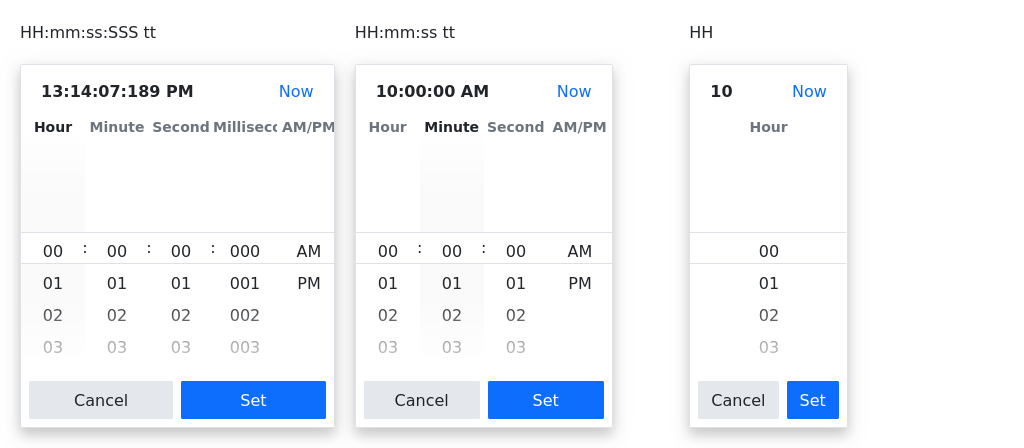 HH:mm:ss:SSS tt
13:14:07:189 PM Now
Hour Minute Second Millisec AM/PM
00 : 00 : 00 : 000 AM
01 01 01 001 PM
02 02 02 002
03 03 03 003
Cancel Set
HH:mm:ss tt
10:00:00 AM Now
Hour Minute Second AM/PM
00 : 00 : 00 AM
01 01 01 PM
02 02 02
03 03 03
Cancel Set
HH
10 Now
Hour
00
01
02
03
Cancel Set